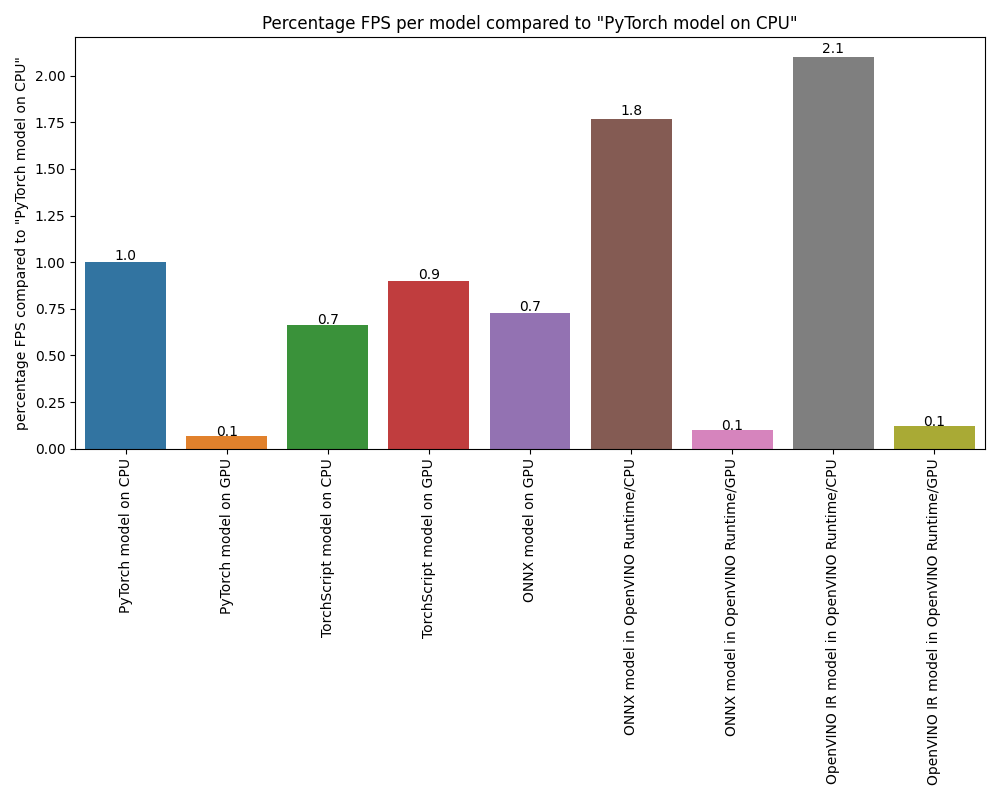 Percentage FPS per model compared to "PyTorch model on CPU"
percentage FPS compared to "PyTorch model on CPU"
2.00
1.75
1.50
1.25
1.00
0.75
0.50
0.25
0.00
1.0
0.1
0.7
0.9
0.7
1.8
0.1
2.1
0.1
PyTorch model on CPU
PyTorch model on GPU
TorchScript model on CPU
TorchScript model on GPU
ONNX model on GPU
ONNX model in OpenVINO Runtime/CPU
ONNX model in OpenVINO Runtime/GPU
OpenVINO IR model in OpenVINO Runtime/CPU
OpenVINO IR model in OpenVINO Runtime/GPU